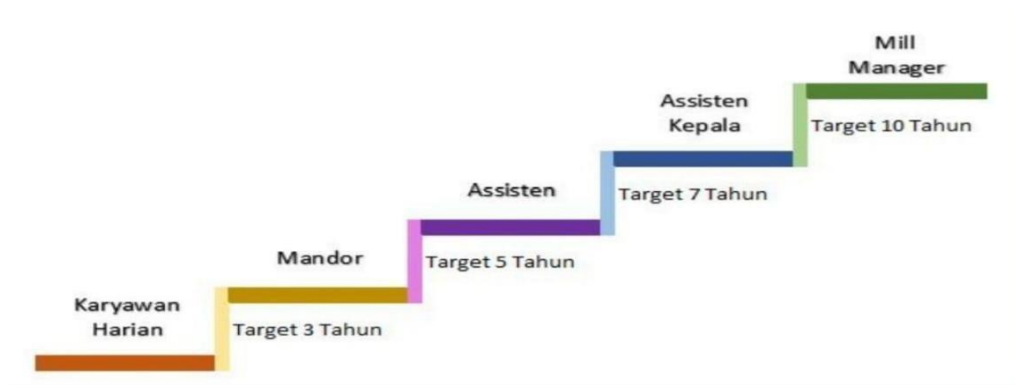 Mill
Manager
Target 10 Tahun
Assisten
Kepala
Target 7 Tahun
Assisten
Target 5 Tahun
Mandor
Target 3 Tahun
Karyawan
Harian